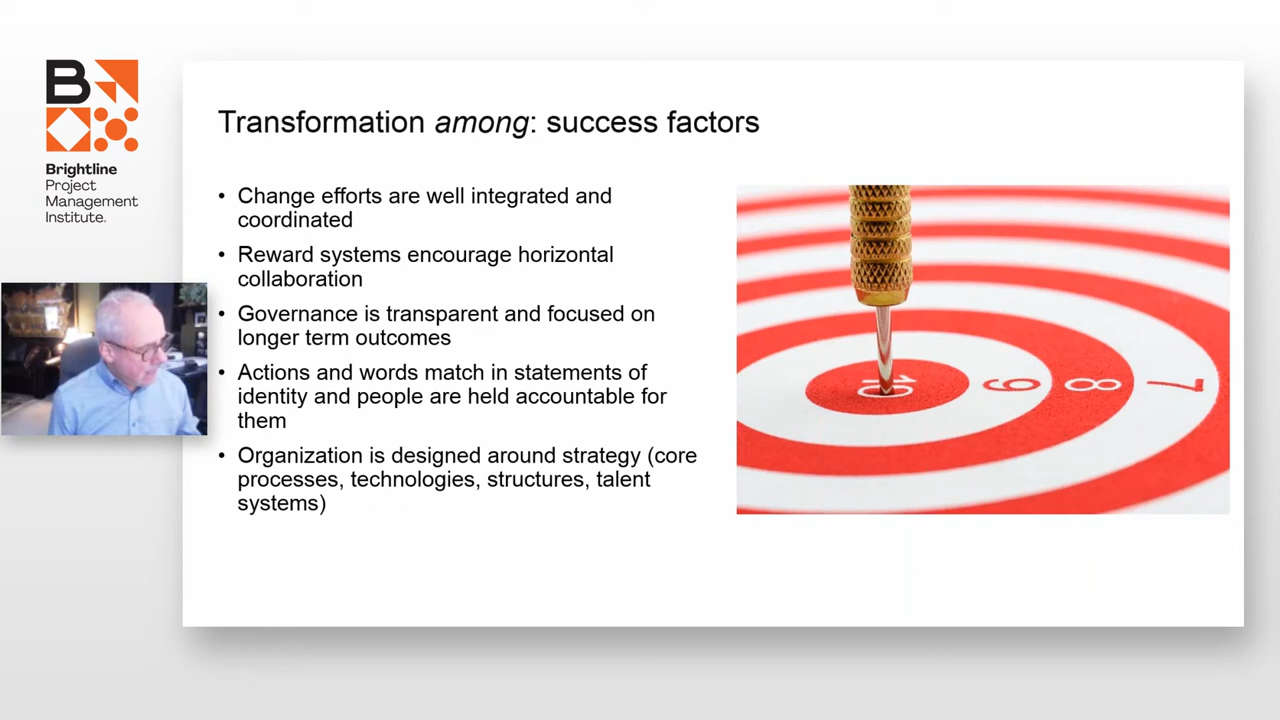 B
Brightline
Project
Management
Institute.
Transformation among: success factors
• Change efforts are well integrated and
coordinated
• Reward systems encourage horizontal
collaboration
• Governance is transparent and focused on
longer term outcomes
• Actions and words match in statements of
identity and people are held accountable for
them
• Organization is designed around strategy (core
processes, technologies, structures, talent
systems)
10 9 8 7